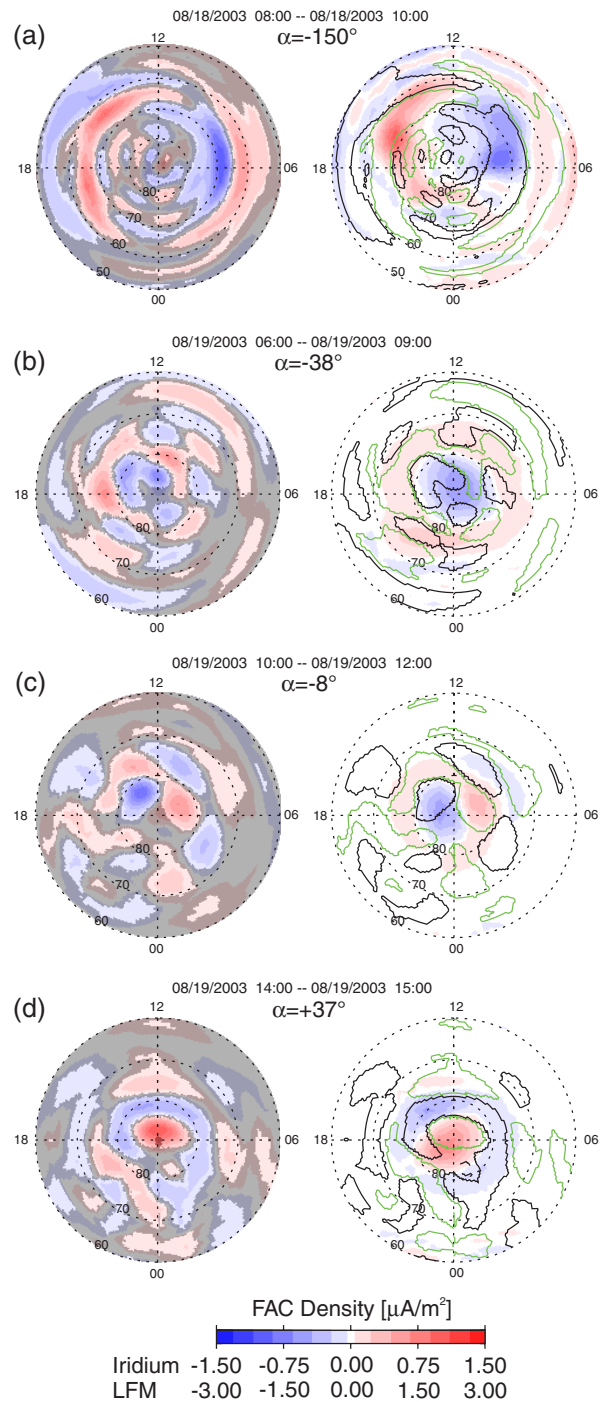 (a)
08/18/2003 08:00 -- 08/18/2003 10:00
α=-150°
12 12
18 06 18 06
80 80
70 70
60 60
50 50
00 00
(b)
08/19/2003 06:00 -- 08/19/2003 09:00
α=-38°
12 12
18 06 18 06
80 80
70 70
60 60
00 00
(c)
08/19/2003 10:00 -- 08/19/2003 12:00
α=-8°
12 12
18 06 18 06
80 80
70 70
60 60
00 00
(d)
08/19/2003 14:00 -- 08/19/2003 15:00
α=+37°
12 12
18 06 18 06
80 80
70 70
60 60
00 00
FAC Density [μA/m²]
Iridium -1.50 -0.75 0.00 0.75 1.50
LFM -3.00 -1.50 0.00 1.50 3.00